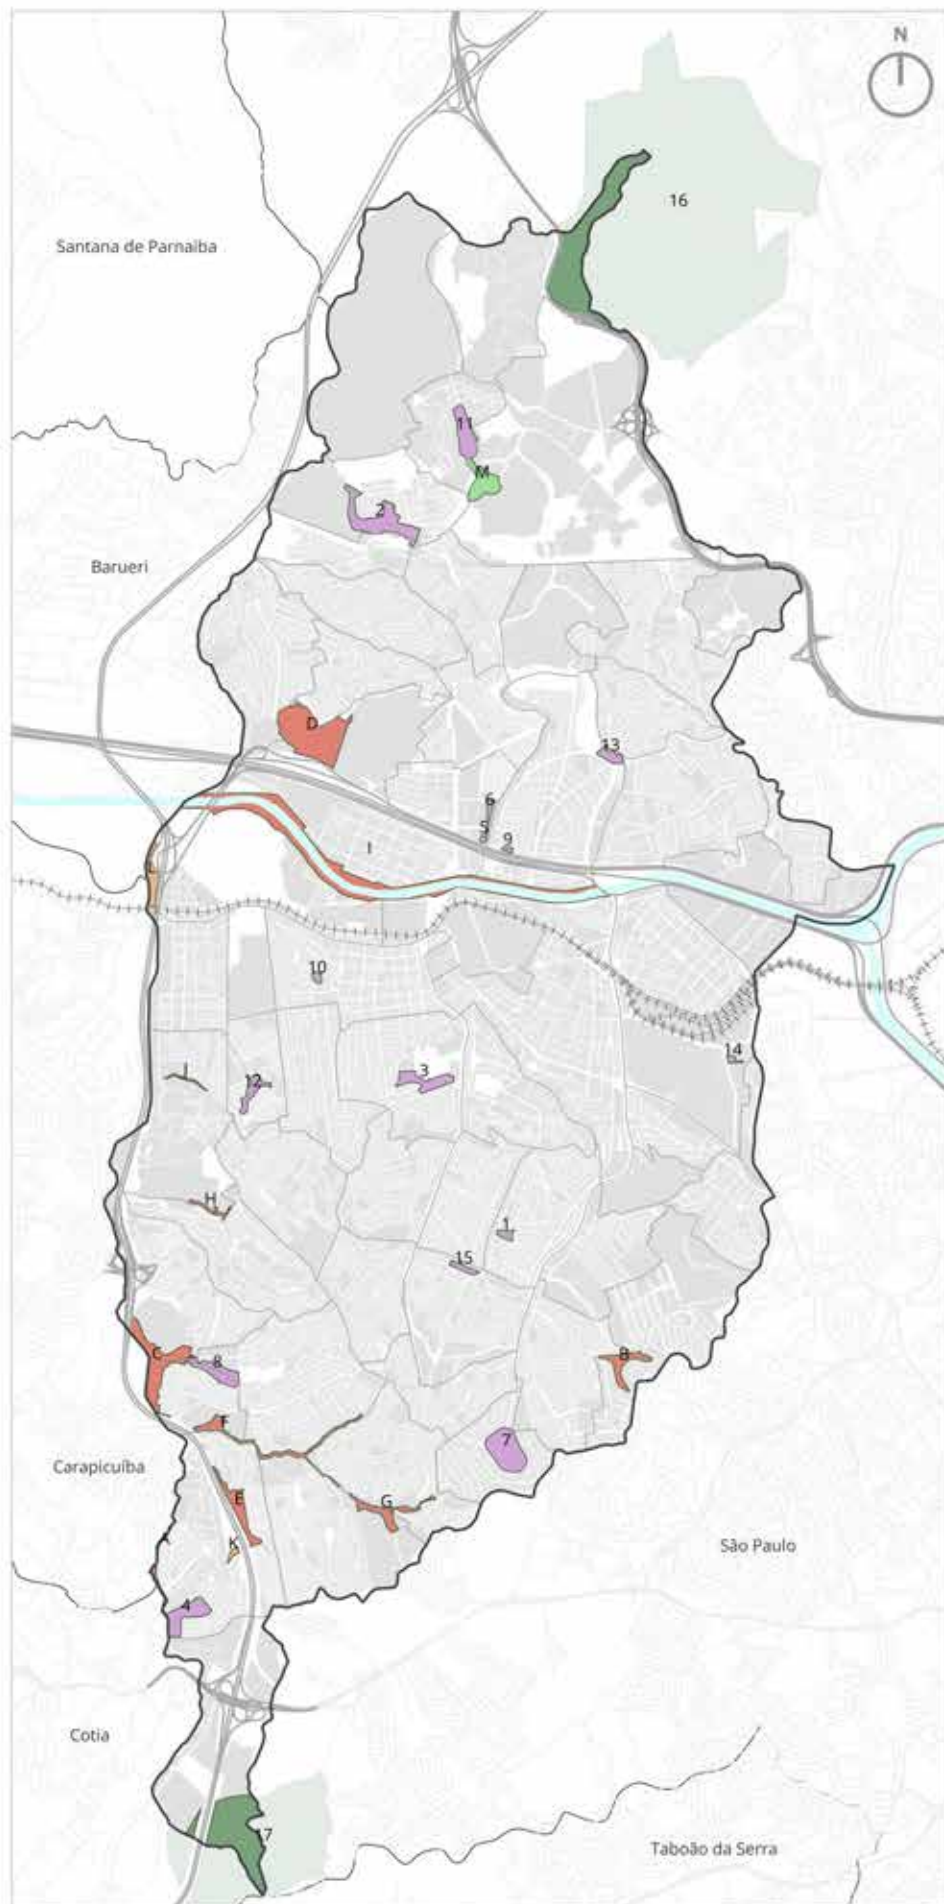 N
16
Santana de Parnaíba
11
M
2
Barueri
D
13
6
5
9
I
L
10
14
J
12
3
H
1
15
C
8
B
F
7
Carapicuíba
E
G
K
São Paulo
4
Cotia
17
Taboão da Serra